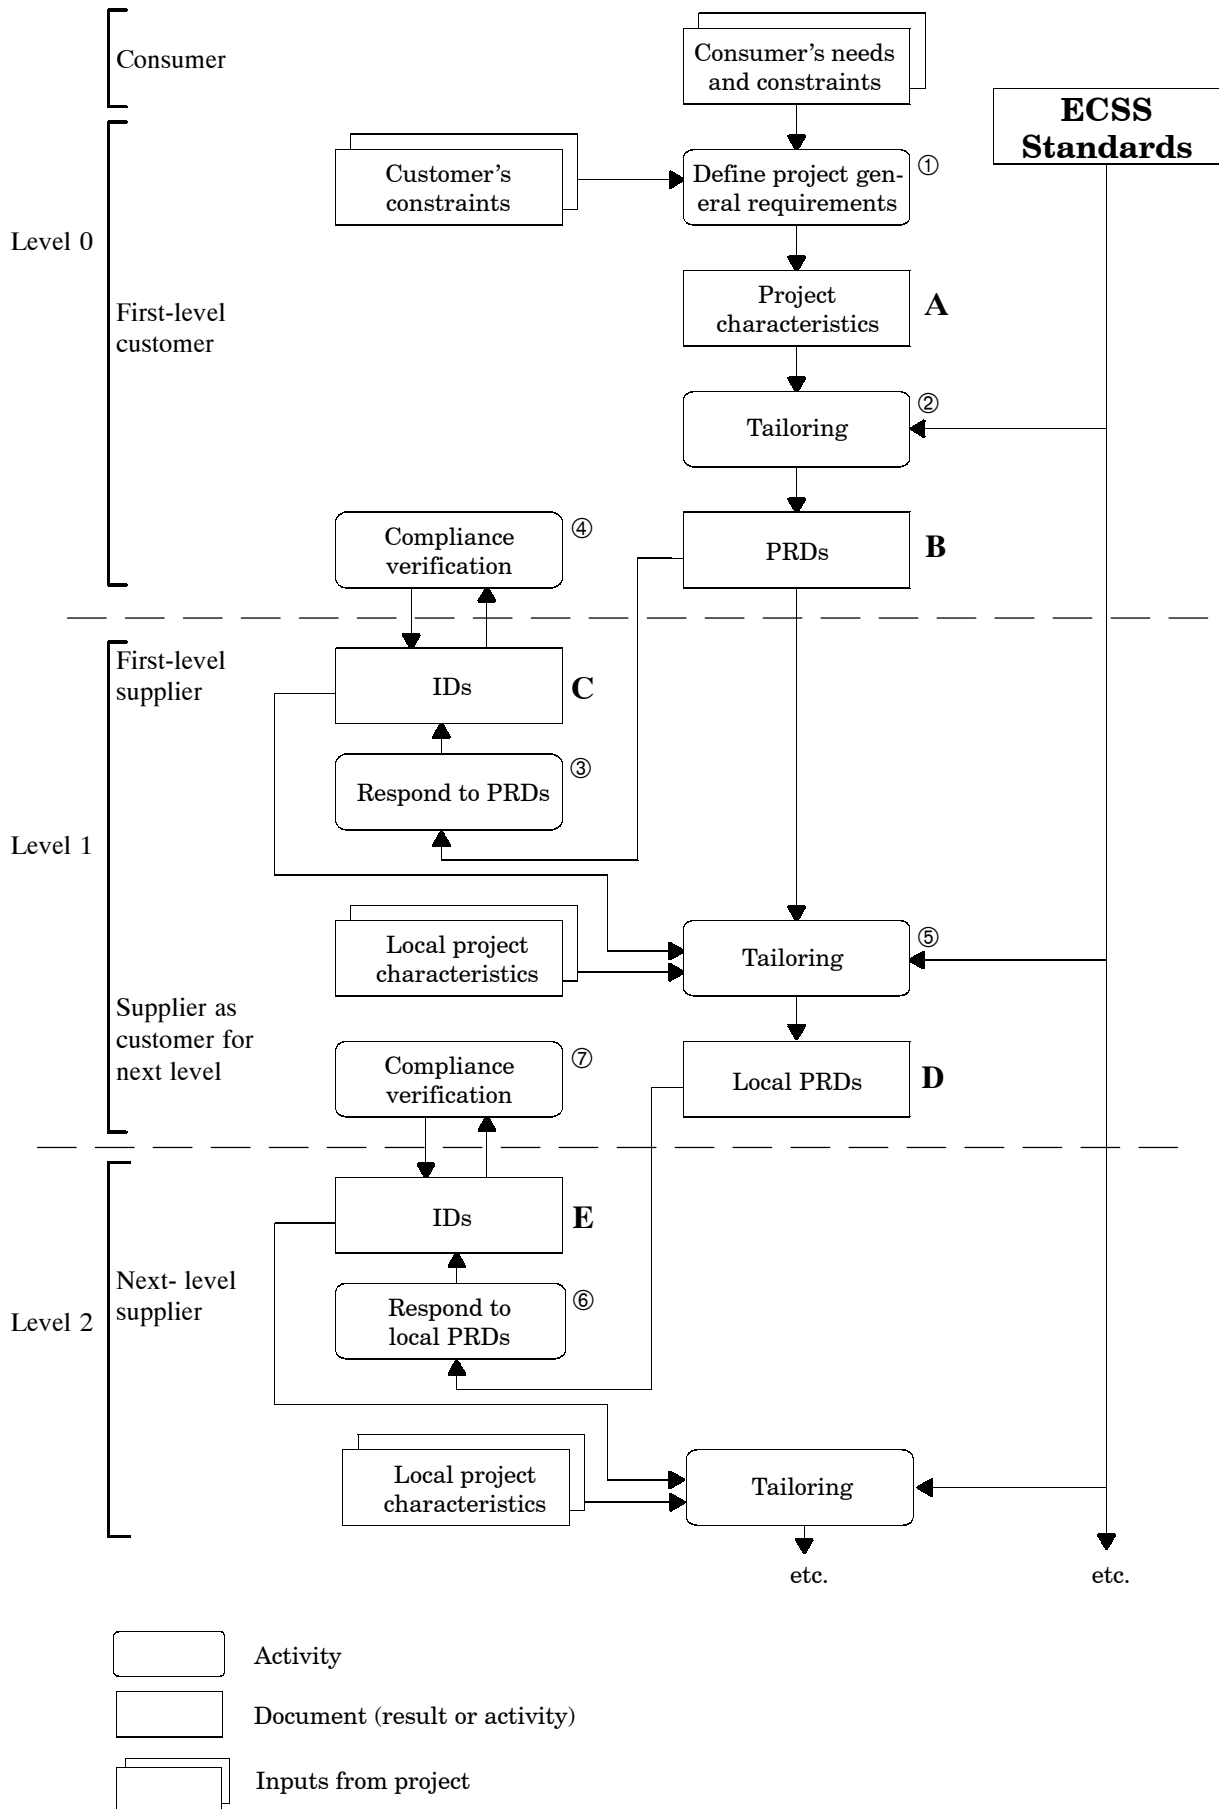 Consumer
Consumer’s needs
and constraints
ECSS
Standards
Customer’s
constraints
Define project gen-
eral requirements
①
Level 0
First-level
customer
Project
characteristics
A
Tailoring
②
Compliance
verification
④
PRDs
B
First-level
supplier
IDs
C
Respond to PRDs
③
Level 1
Local project
characteristics
Tailoring
⑤
Supplier as
customer for
next level
Compliance
verification
⑦
Local PRDs
D
IDs
E
Next- level
supplier
Level 2
Respond to
local PRDs
⑥
Local project
characteristics
Tailoring
etc.
etc.
Activity
Document (result or activity)
Inputs from project